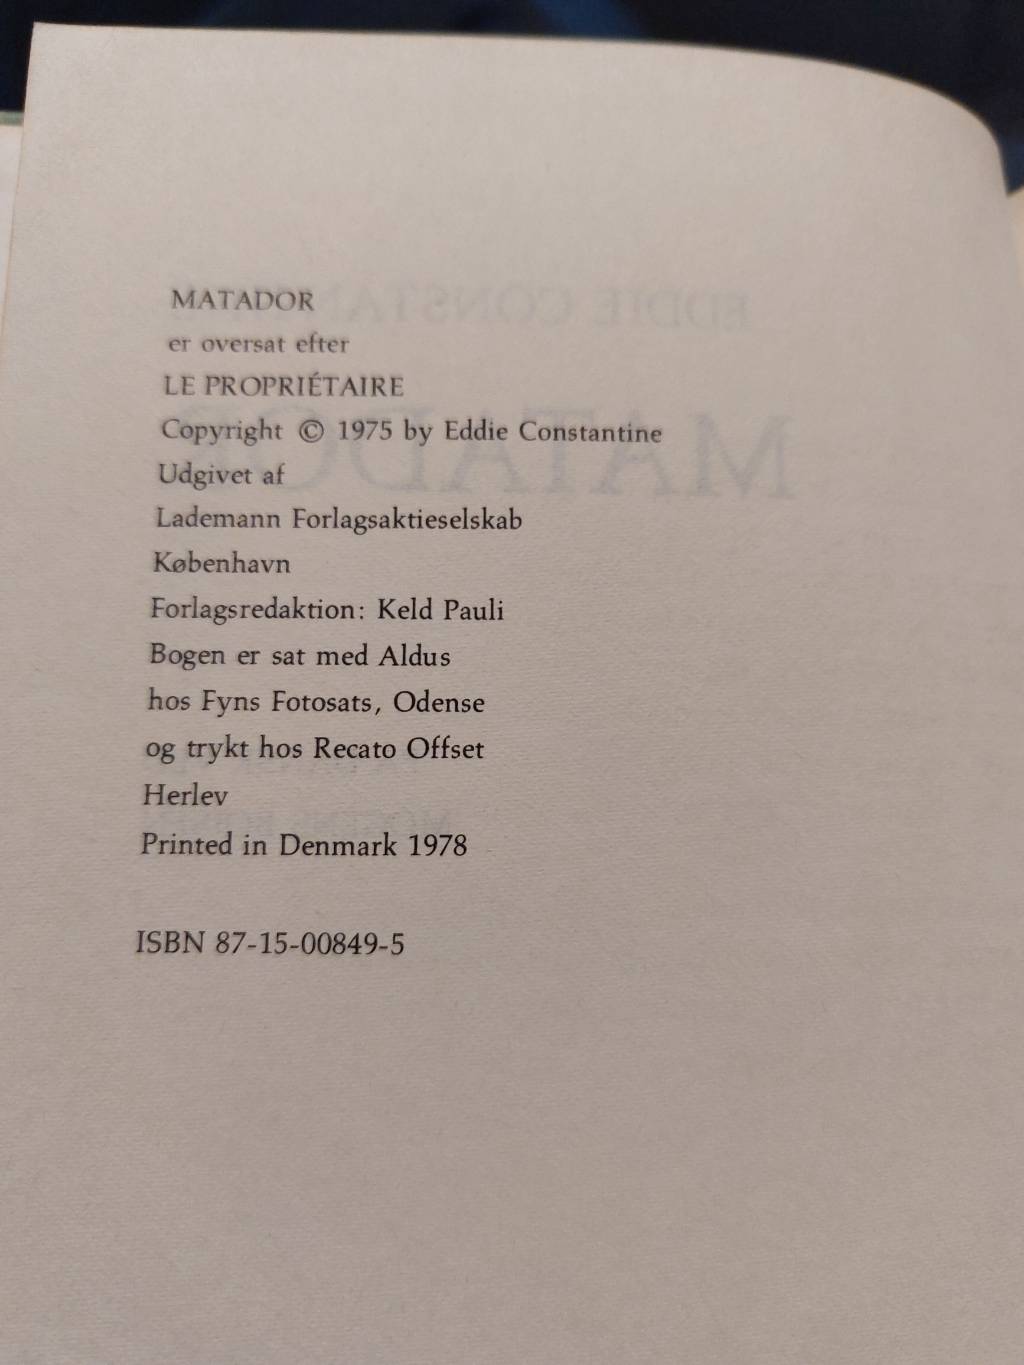 MATADOR
er oversat efter
LE PROPRIÉTAIRE
Copyright © 1975 by Eddie Constantine
Udgivet af
Lademann Forlagsaktieselskab
København
Forlagsredaktion: Keld Pauli
Bogen er sat med Aldus
hos Fyns Fotosats, Odense
og trykt hos Recato Offset
Herlev
Printed in Denmark 1978
ISBN 87-15-00849-5